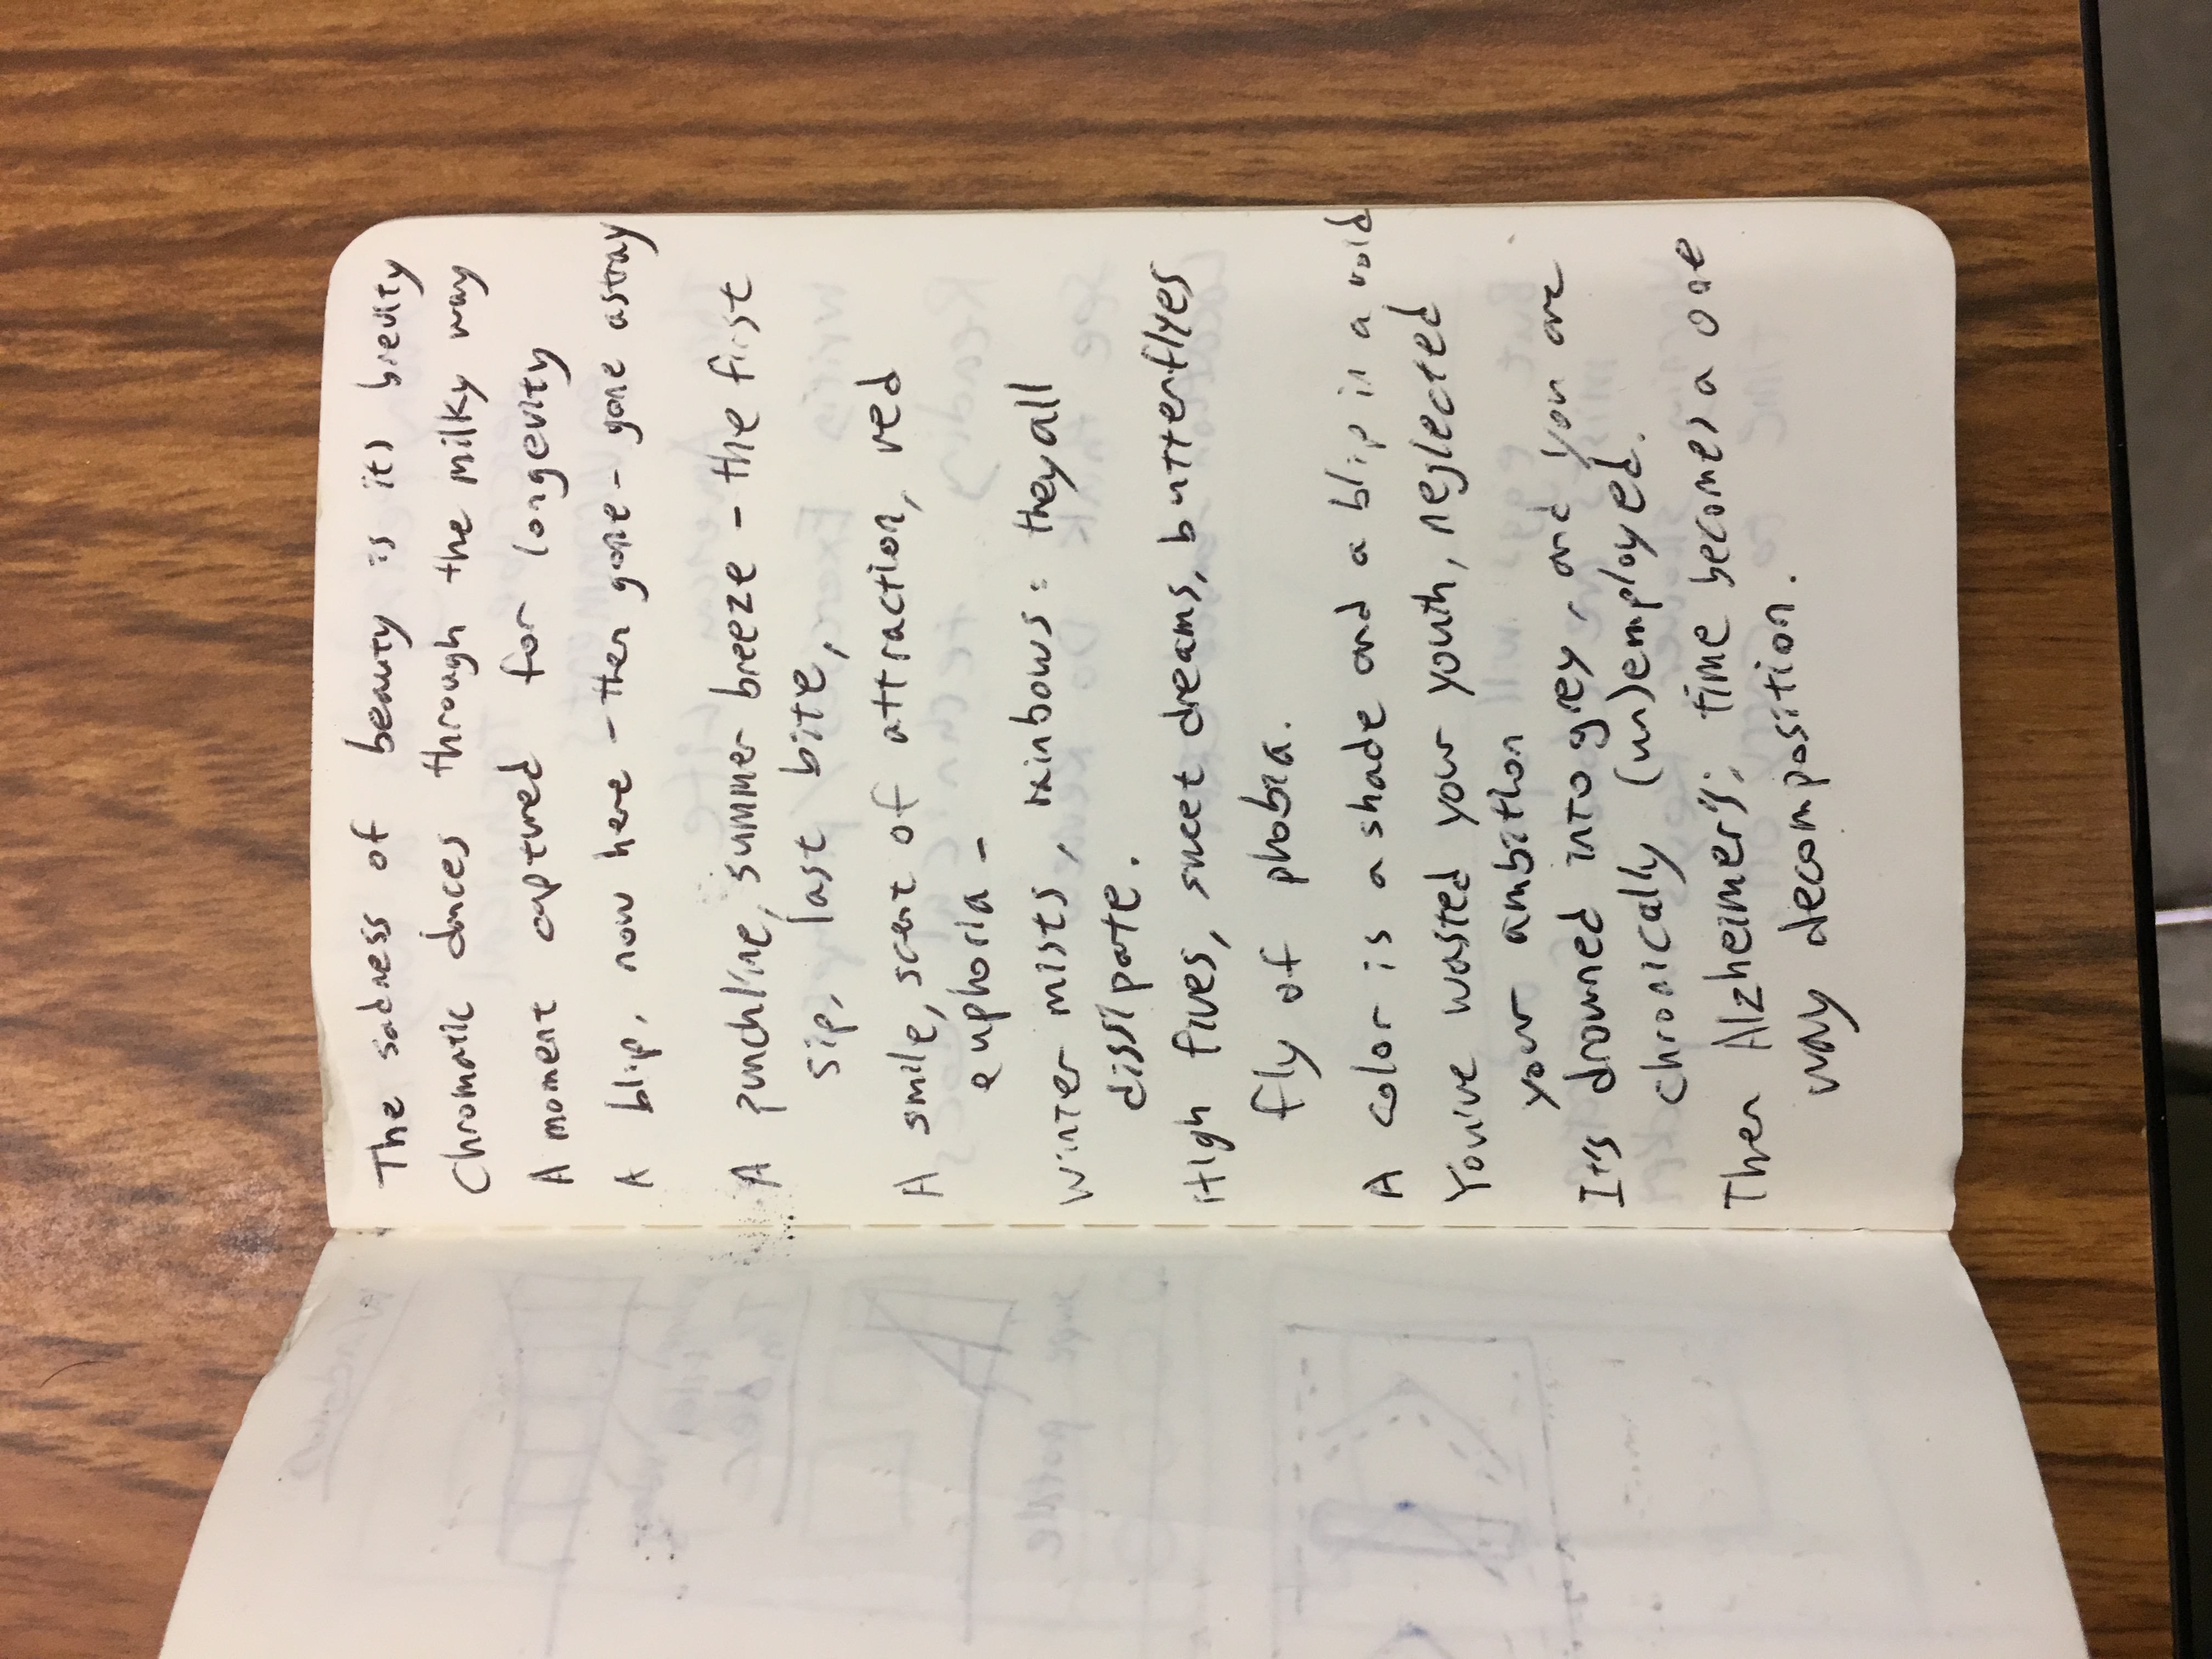 The sadness of beauty is its brevity
Chromatic dances through the milky way
A moment captured for longevity
A blip, now here - then gone - gone astray
A punchline, summer breeze - the first
sip, last bite,
A smile, scent of attraction, red
euphoria -
Winter mists, rainbows: they all
dissipate.
High fives, sweet dreams, butterflyes
fly of phobia.
A color is a shade and a blip in a void
You've wasted your youth, neglected
your ambition
It's drowned into grey, and you are
chronically (un)employed.
Then Alzheimer's; time becomes a one
way decomposition.